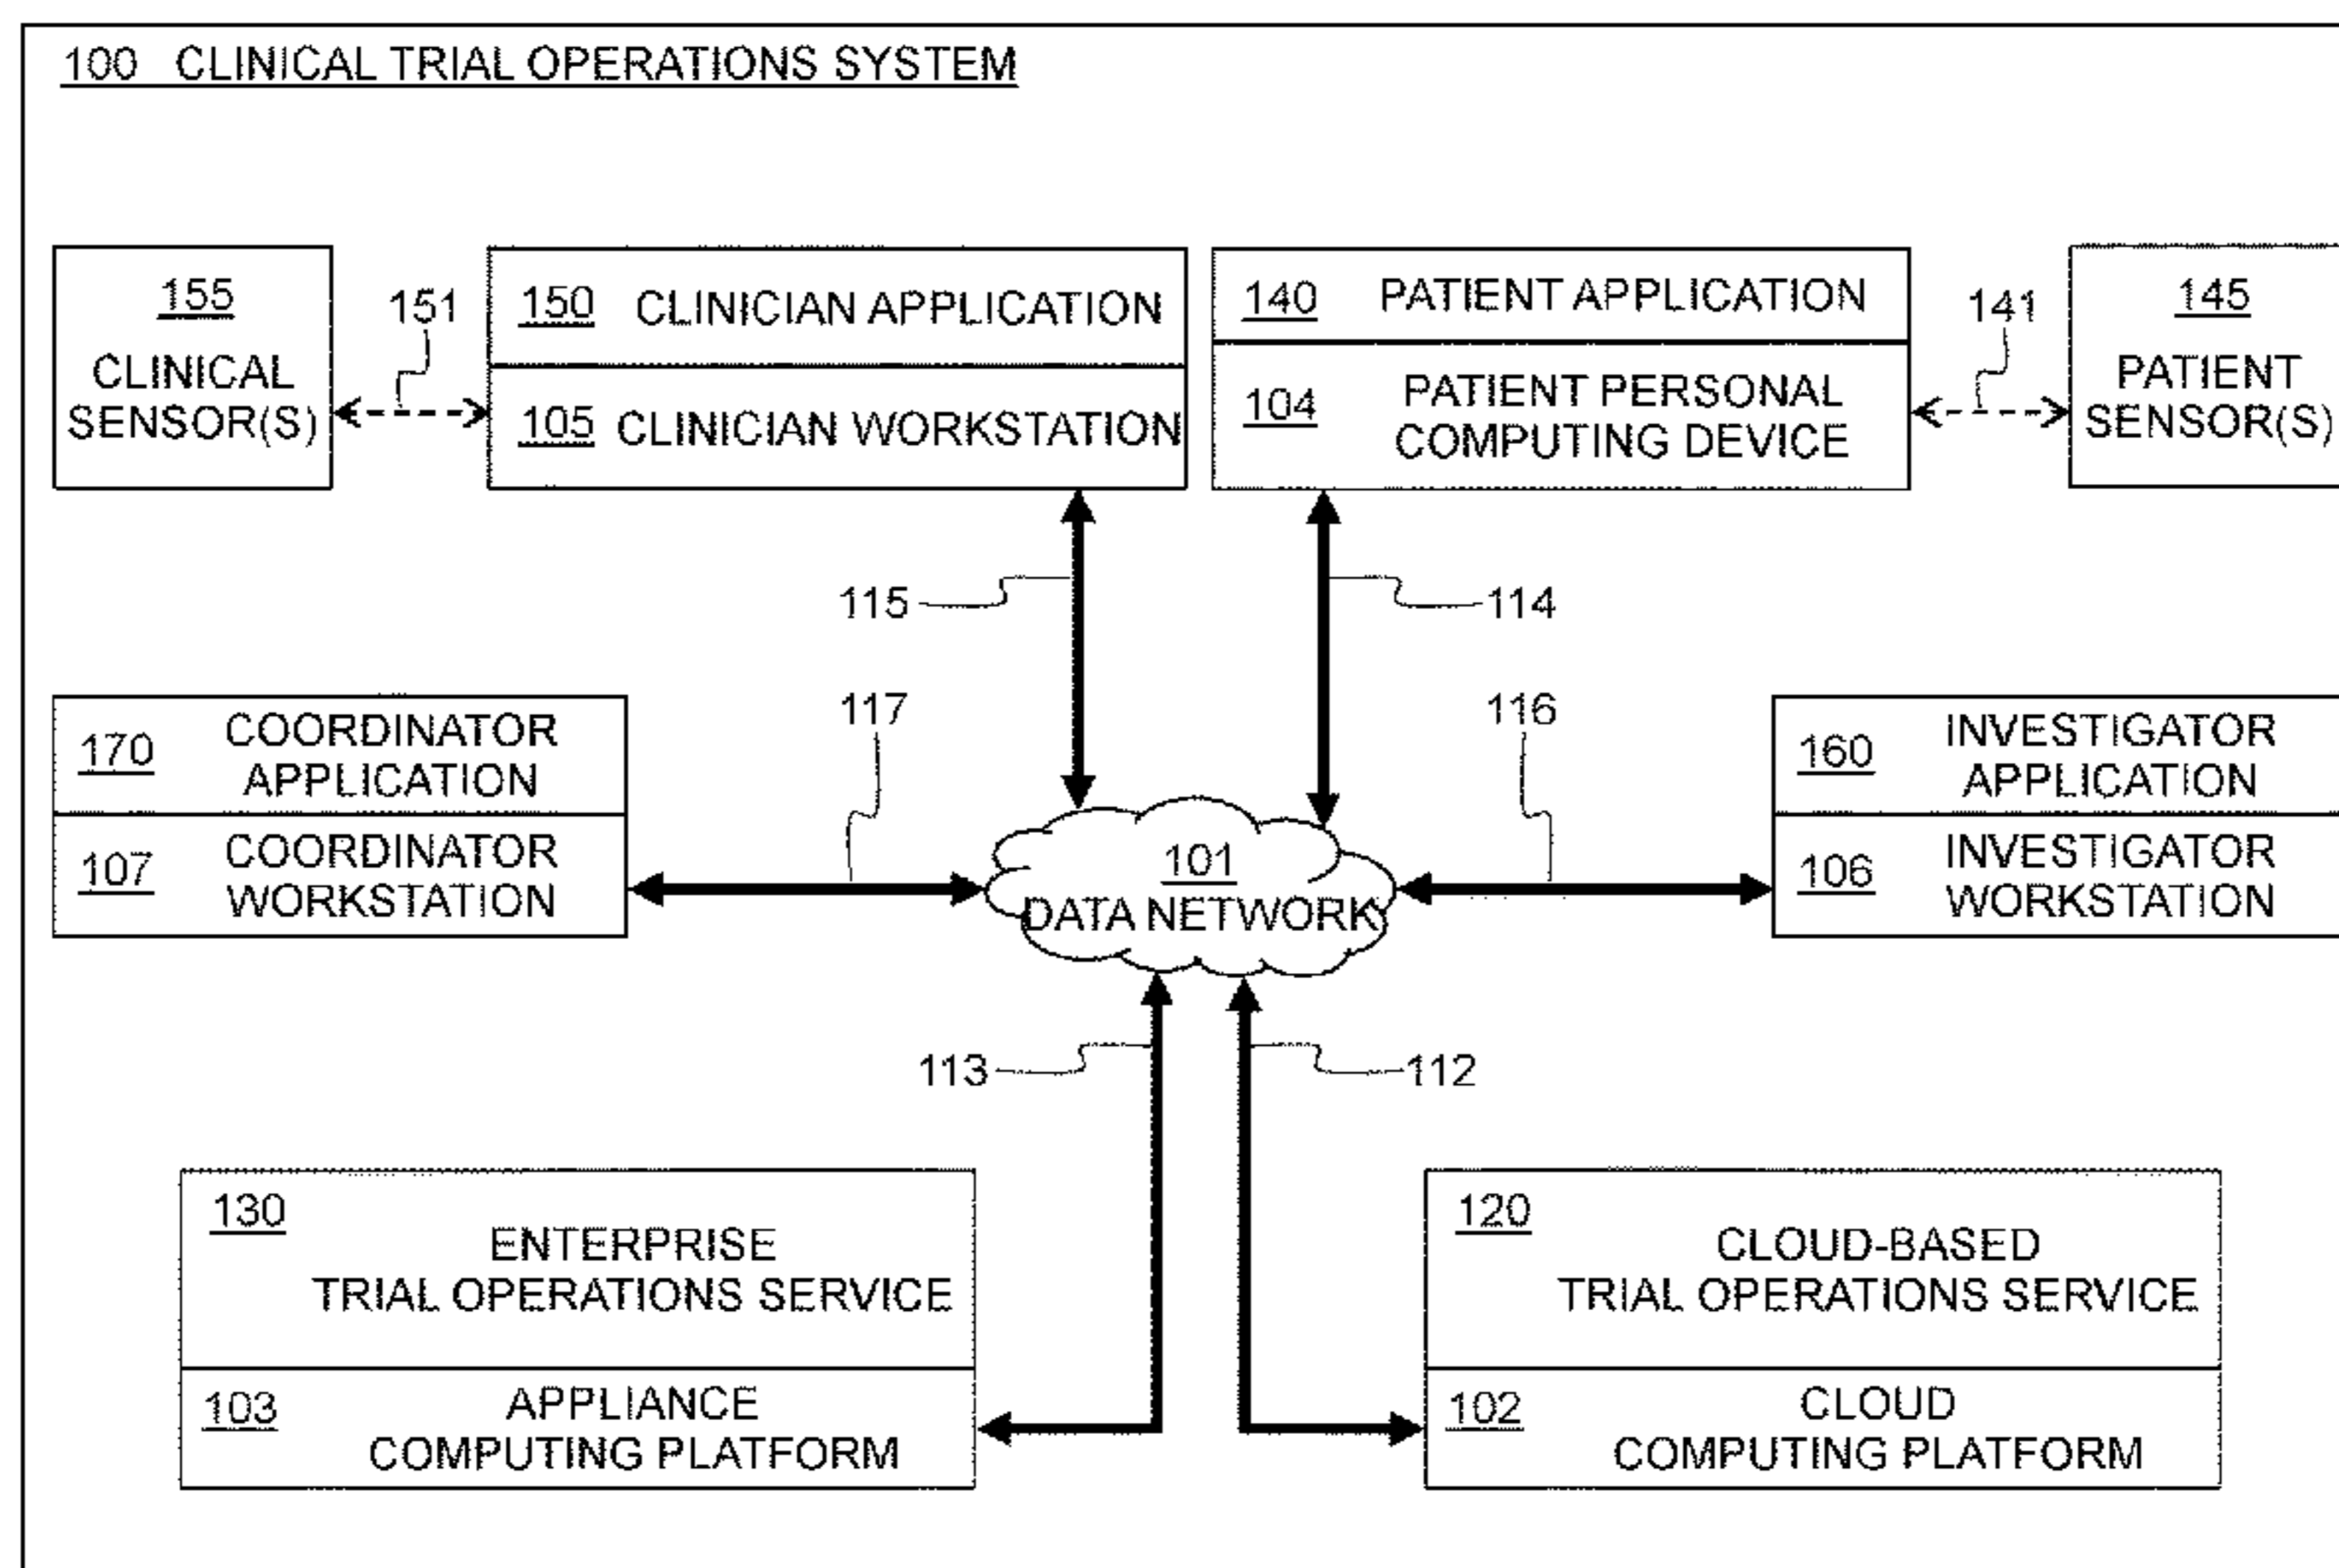 100 CLINICAL TRIAL OPERATIONS SYSTEM
155
CLINICAL
SENSOR(S)
151
150 CLINICIAN APPLICATION
105 CLINICIAN WORKSTATION
140 PATIENT APPLICATION
104 PATIENT PERSONAL
COMPUTING DEVICE
141
145
PATIENT
SENSOR(S)
115
114
170 COORDINATOR
APPLICATION
107 COORDINATOR
WORKSTATION
117
116
160 INVESTIGATOR
APPLICATION
106 INVESTIGATOR
WORKSTATION
101
DATA NETWORK
113
112
130
ENTERPRISE
TRIAL OPERATIONS SERVICE
103 APPLIANCE
COMPUTING PLATFORM
120
CLOUD-BASED
TRIAL OPERATIONS SERVICE
102 CLOUD
COMPUTING PLATFORM